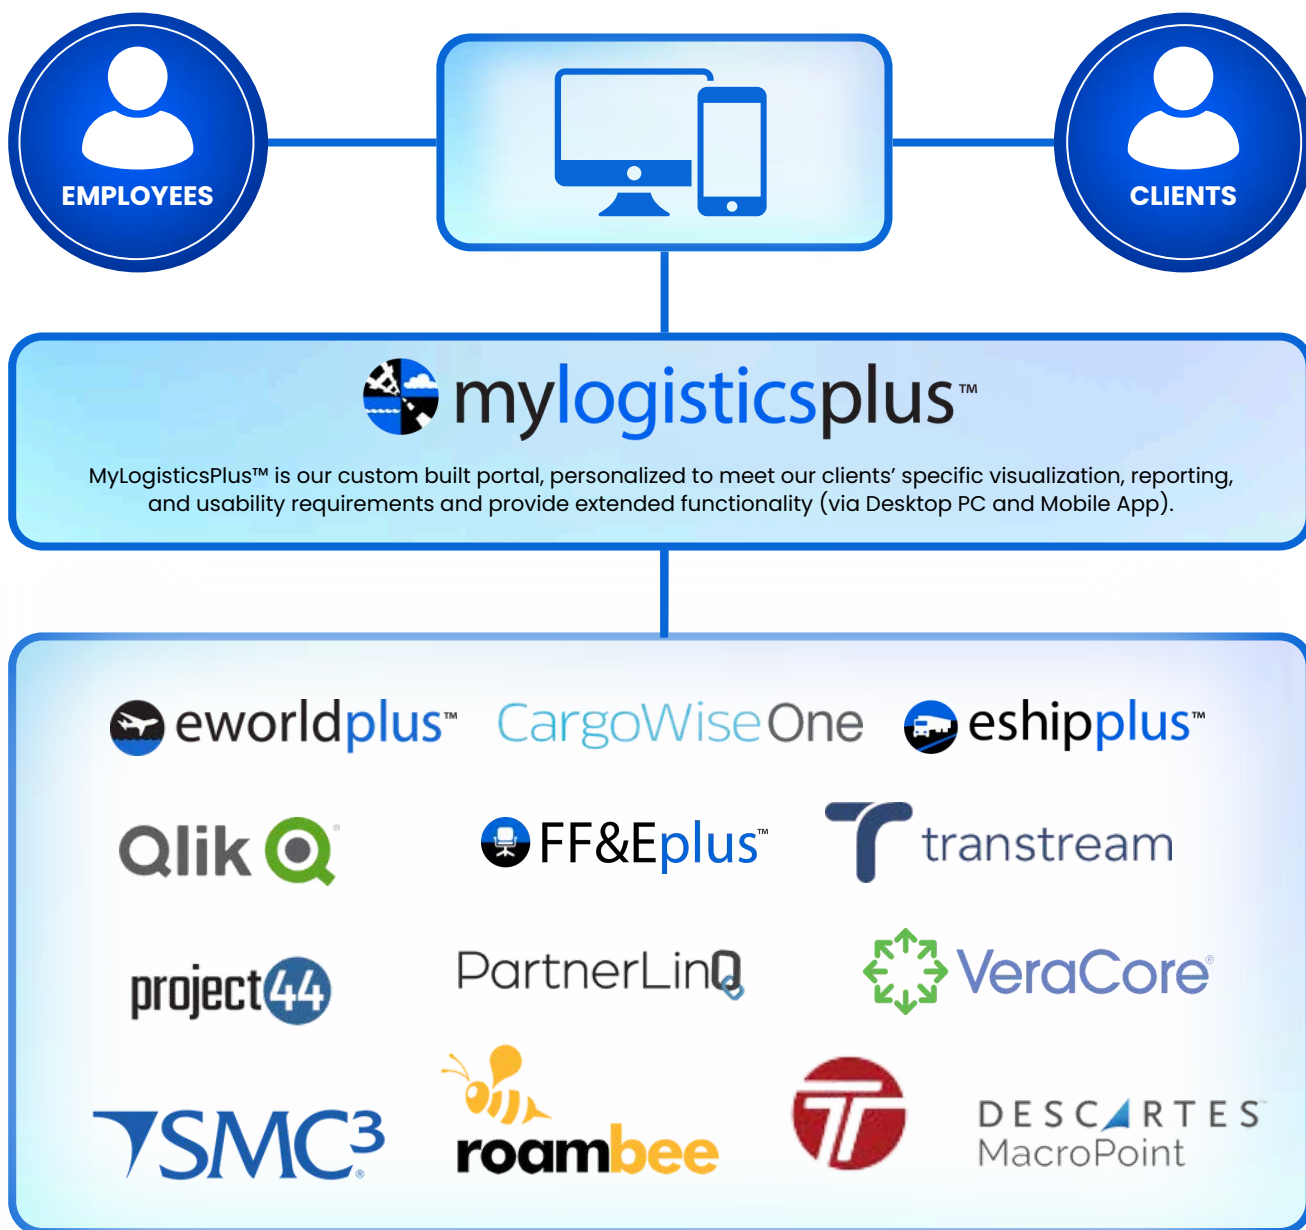 EMPLOYEES
CLIENTS
mylogisticsplus™
MyLogisticsPlus™ is our custom built portal, personalized to meet our clients’ specific visualization, reporting,
and usability requirements and provide extended functionality (via Desktop PC and Mobile App).
eworldplus™ CargoWiseOne eshipplus™
Qlik Q® FF&Eplus™ transtream
project44 PartnerLinQ VeraCore®
SMC³® roambee T DESCARTES™
MacroPoint